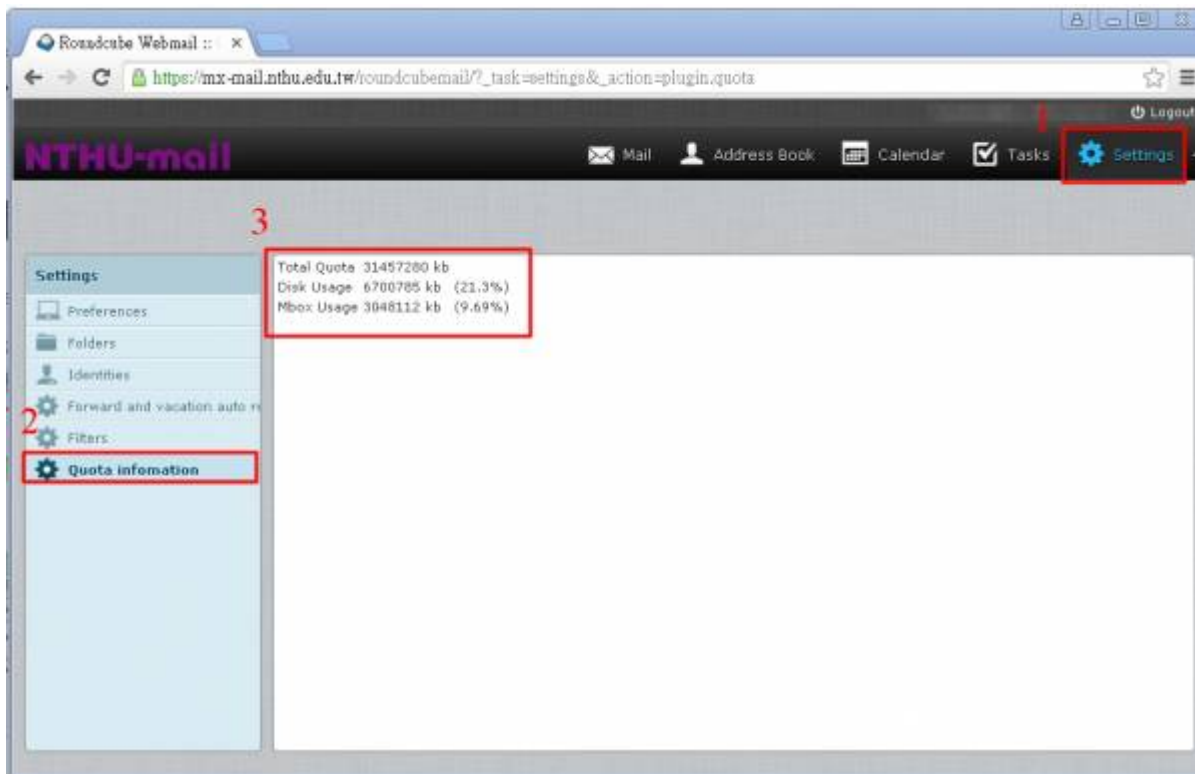 Roundcube Webmail ::
https://mx-mail.nthu.edu.tw/roundcubemail/?_task=settings&_action=plugin.quota
Logout
1
NTHU-mail
Mail
Address Book
Calendar
Tasks
Settings
3
Settings
Preferences
Folders
Identities
Forward and vacation auto re
2
Filters
Quota infomation
Total Quota 31457280 kb
Disk Usage 6700785 kb (21.3%)
Mbox Usage 3048112 kb (9.69%)